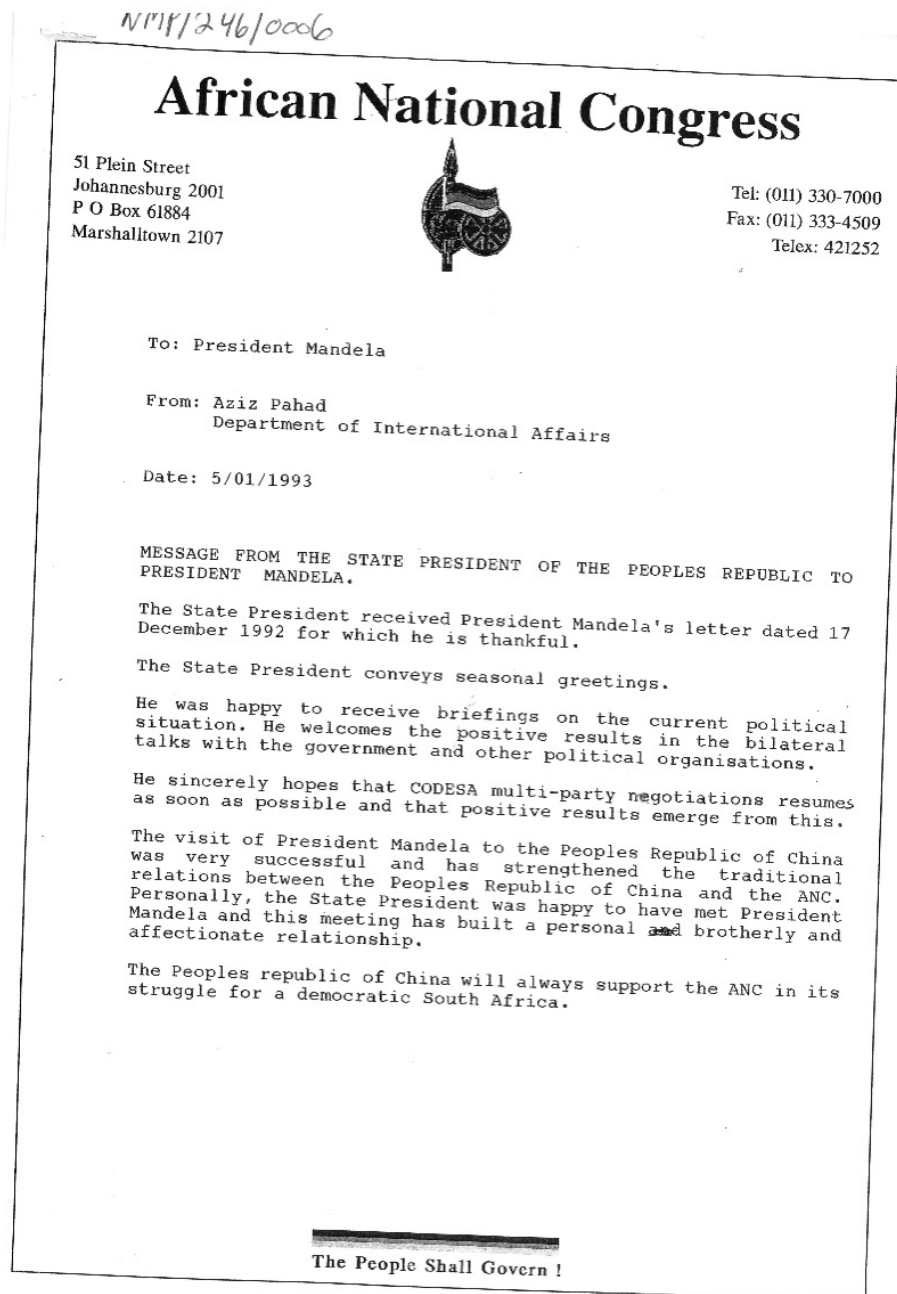 NMP/246/0006
African National Congress
51 Plein Street
Johannesburg 2001
P O Box 61884
Marshalltown 2107
Tel: (011) 330-7000
Fax: (011) 333-4509
Telex: 421252
To: President Mandela
From: Aziz Pahad
Department of International Affairs
Date: 5/01/1993
MESSAGE FROM THE STATE PRESIDENT OF THE PEOPLES REPUBLIC TO
PRESIDENT MANDELA.
The State President received President Mandela's letter dated 17
December 1992 for which he is thankful.
The State President conveys seasonal greetings.
He was happy to receive briefings on the current political
situation. He welcomes the positive results in the bilateral
talks with the government and other political organisations.
He sincerely hopes that CODESA multi-party negotiations resumes
as soon as possible and that positive results emerge from this.
The visit of President Mandela to the Peoples Republic of China
was very successful and has strengthened the traditional
relations between the Peoples Republic of China and the ANC.
Personally, the State President was happy to have met President
Mandela and this meeting has built a personal and brotherly and
affectionate relationship.
The Peoples republic of China will always support the ANC in its
struggle for a democratic South Africa.
The People Shall Govern !